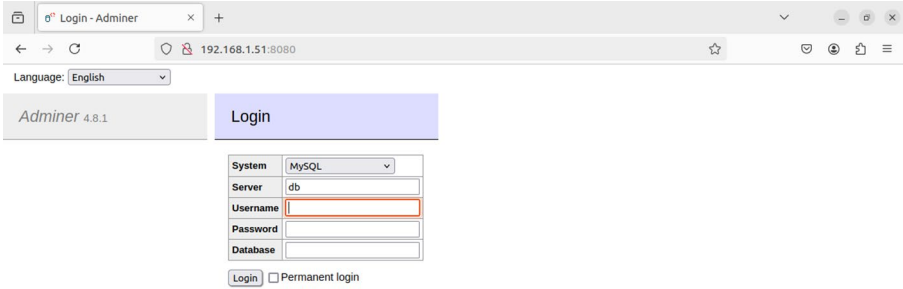 Login - Adminer
192.168.1.51:8080
Language: English
Adminer 4.8.1
Login
System MySQL
Server db
Username
Password
Database
Login Permanent login